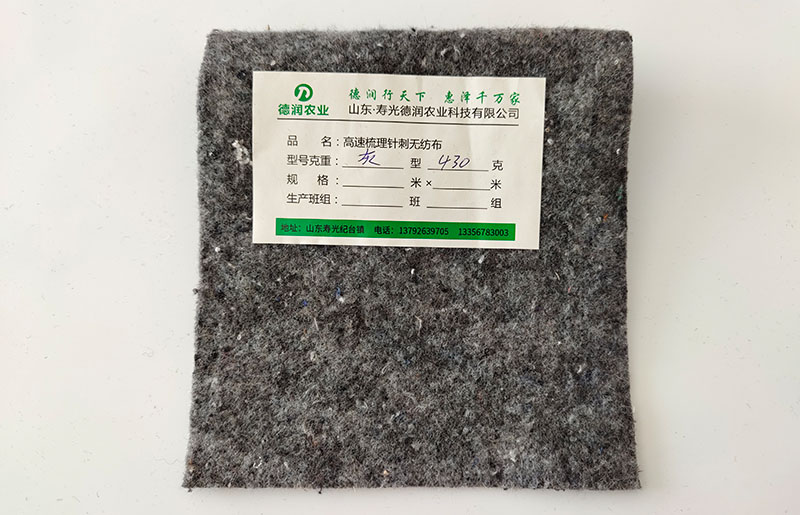 德润行天下 惠泽千万家
德润农业
山东·寿光德润农业科技有限公司
品 名:高速梳理针刺无纺布
型号克重: 灰 型 430 克
规 格: 米× 米
生产班组: 班 组
地址:山东寿光纪台镇 电话:13792639705 13356783003